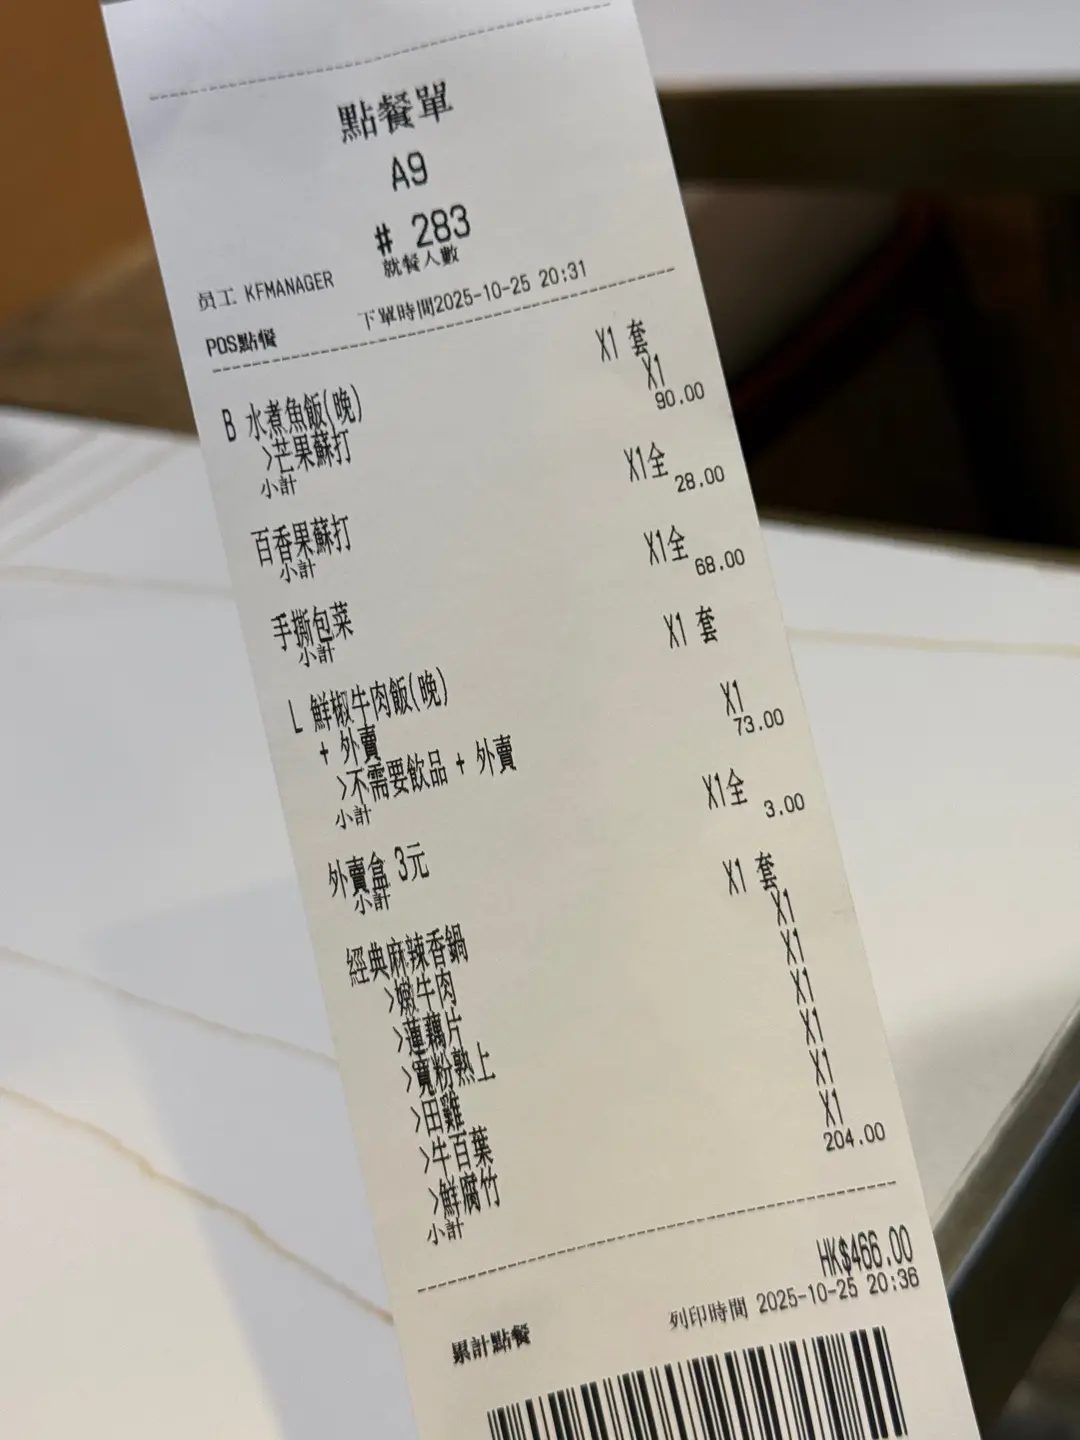 點餐單
A9
# 283
就餐人數
員工 KFMANAGER
下單時間2025-10-25 20:31
POS點餐
B 水煮魚飯(晚) X1 套
>芒果蘇打 X1
小計 90.00
百香果蘇打 X1全
小計 28.00
手撕包菜 X1全
小計 68.00
L 鮮椒牛肉飯(晚) X1 套
+ 外賣
>不需要飲品 + 外賣 X1
小計 73.00
外賣盒 3元 X1全
小計 3.00
經典麻辣香鍋 X1 套
>嫩牛肉 X1
>蓮藕片 X1
>寬粉熟上 X1
>田雞 X1
>牛百葉 X1
>鮮腐竹 X1
小計 204.00
HK$466.00
累計點餐
列印時間 2025-10-25 20:36